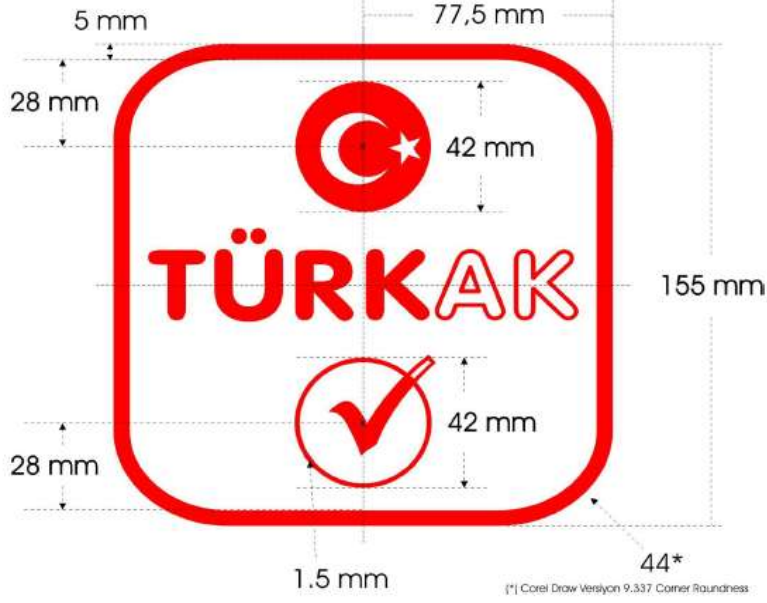 77,5 mm
5 mm
28 mm
42 mm
TÜRKAK
155 mm
42 mm
28 mm
1.5 mm
44*
(*) Corel Draw Versiyon 9.337 Corner Roundness